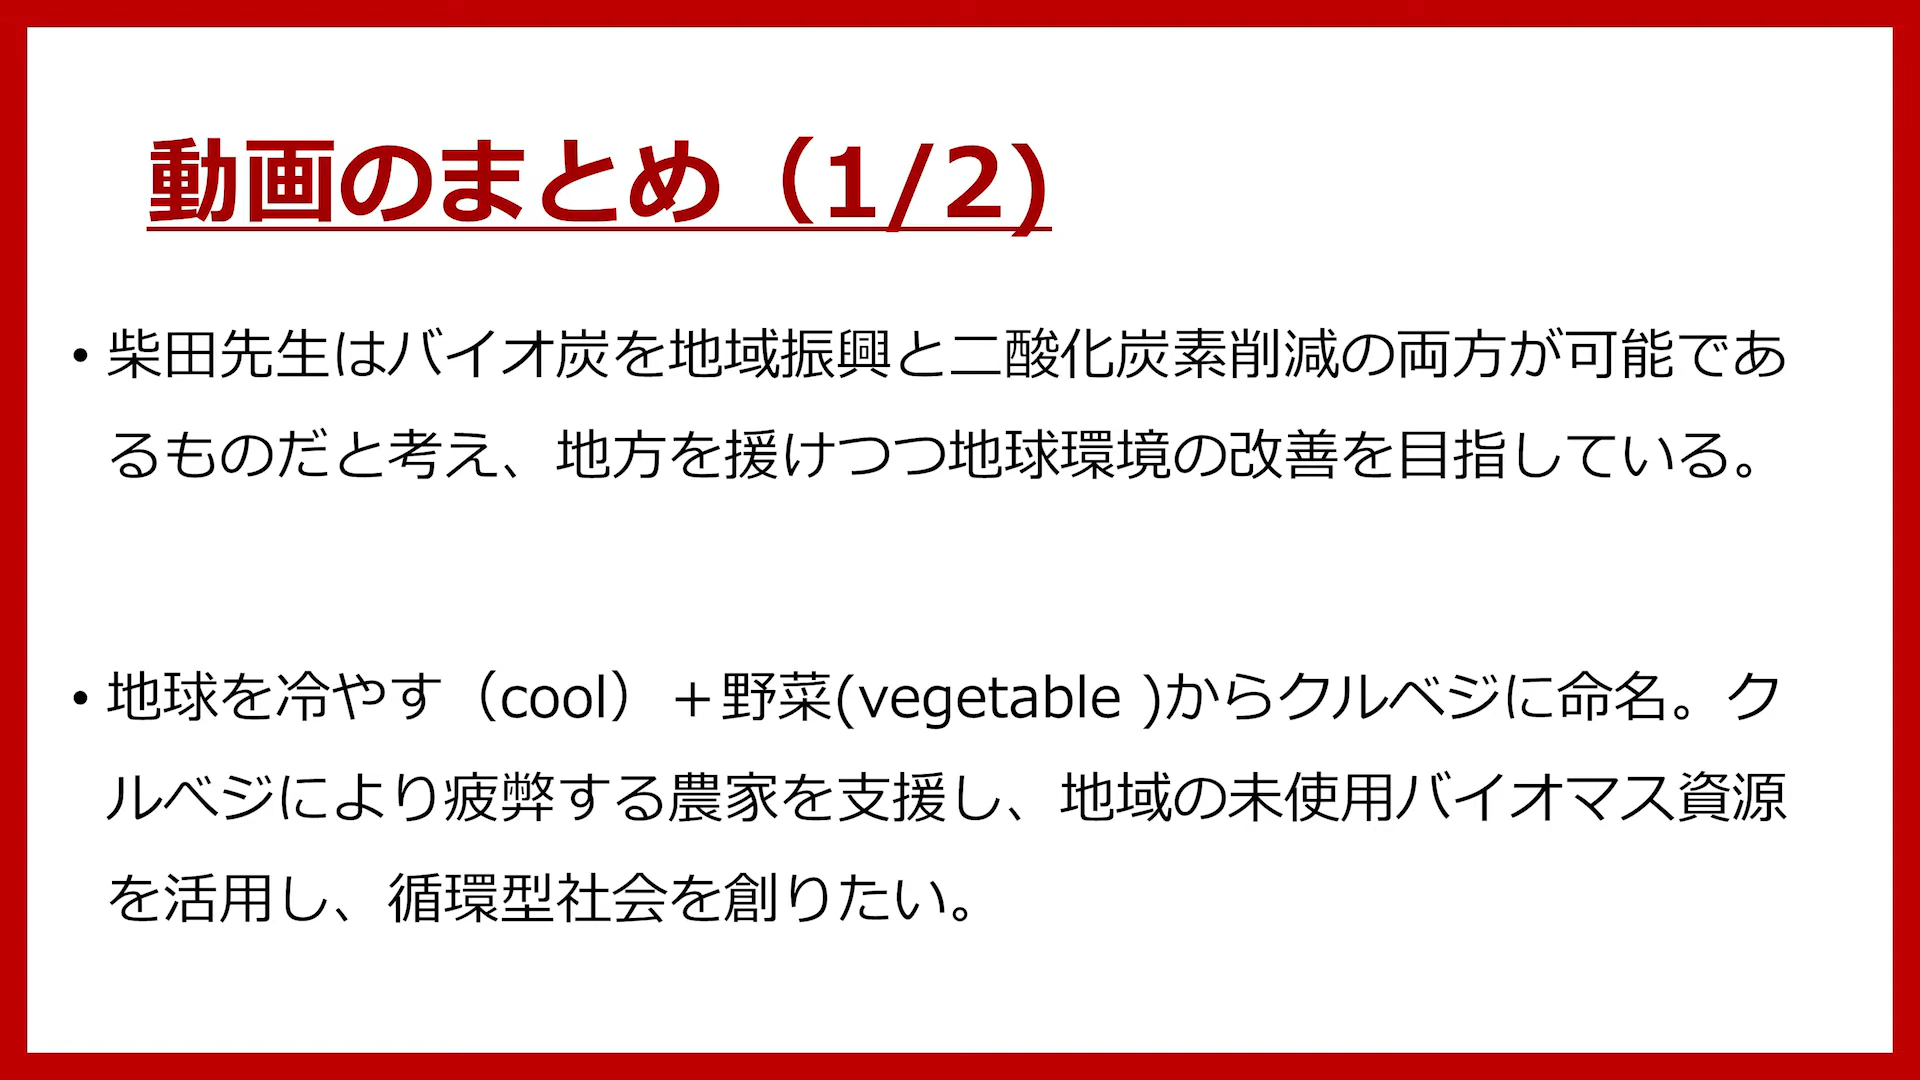 動画のまとめ（1/2)
• 柴田先生はバイオ炭を地域振興と二酸化炭素削減の両方が可能であ
るものだと考え、地方を援けつつ地球環境の改善を目指している。
• 地球を冷やす（cool）＋野菜(vegetable )からクルベジに命名。ク
ルベジにより疲弊する農家を支援し、地域の未使用バイオマス資源
を活用し、循環型社会を創りたい。